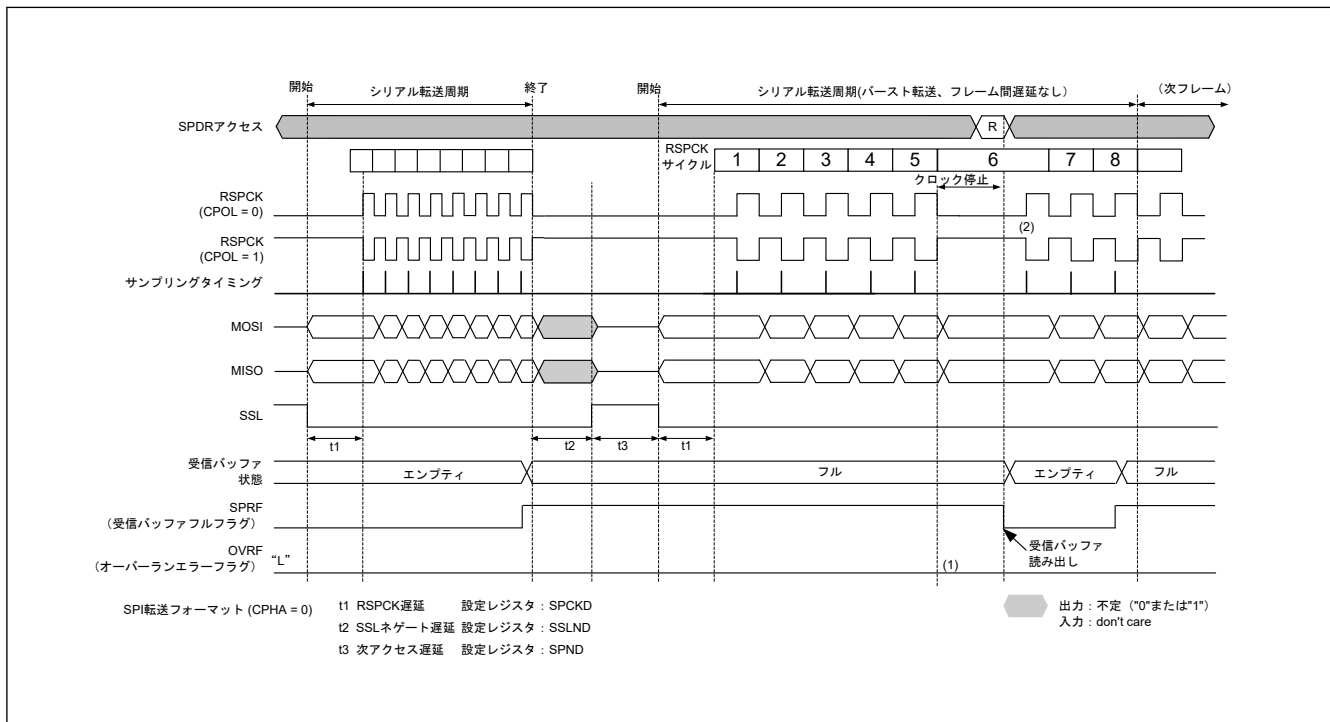 開始
シリアル転送周期
終了
開始
シリアル転送周期(バースト転送、フレーム間遅延なし）
（次フレーム）
SPDRアクセス
R
RSPCK
サイクル
1 2 3 4 5 6 7 8
クロック停止
RSPCK
(CPOL = 0)
(2)
RSPCK
(CPOL = 1)
サンプリングタイミング
MOSI
MISO
SSL
t1 t2 t3 t1
受信バッファ
状態
エンプティ フル エンプティ フル
SPRF
（受信バッファフルフラグ）
受信バッファ
読み出し
OVRF
（オーバーランエラーフラグ）
“L”
(1)
SPI転送フォーマット (CPHA = 0)
t1 RSPCK遅延 設定レジスタ：SPCKD
t2 SSLネゲート遅延 設定レジスタ：SSLND
t3 次アクセス遅延 設定レジスタ：SPND
出力：不定（"0"または"1"）
入力：don't care